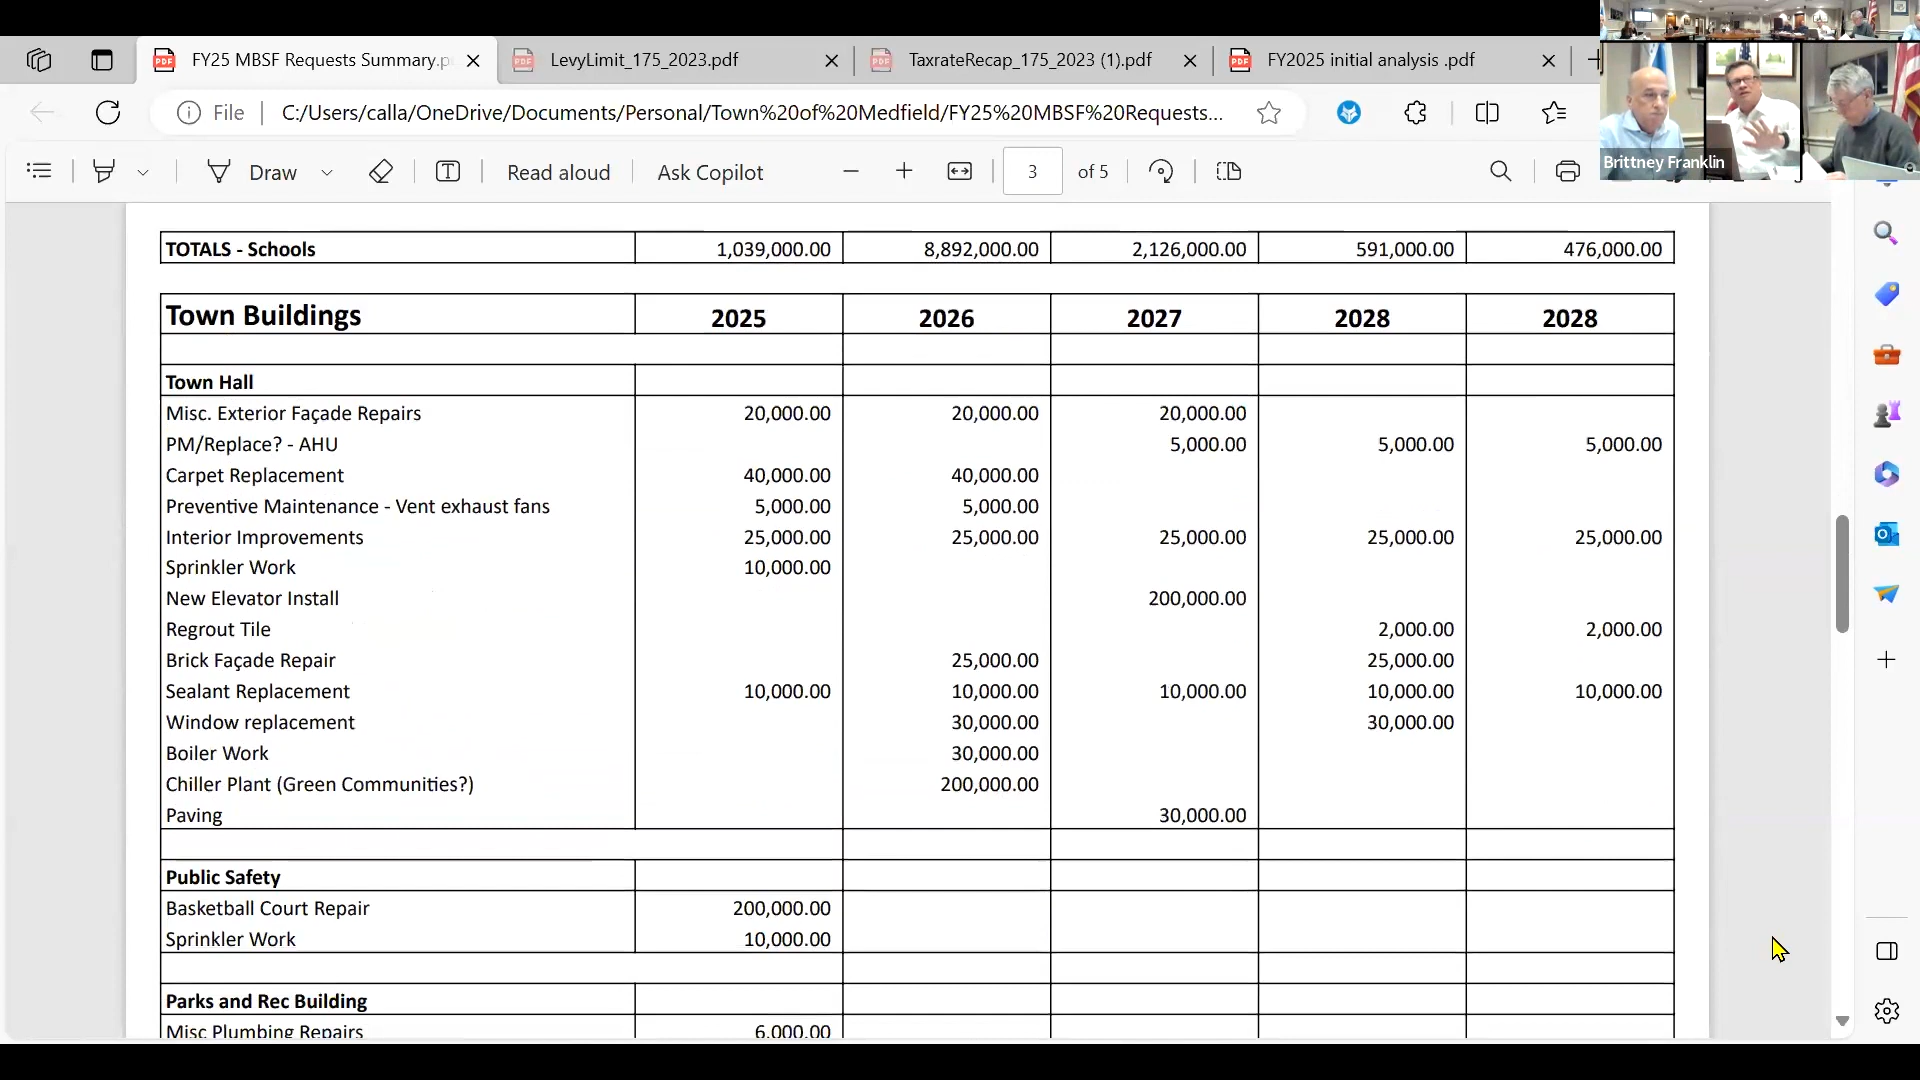 FY25 MBSF Requests Summary.p
LevyLimit_175_2023.pdf
TaxrateRecap_175_2023 (1).pdf
FY2025 initial analysis .pdf
File
C:/Users/calla/OneDrive/Documents/Personal/Town%20of%20Medfield/FY25%20MBSF%20Requests...
Draw
Read aloud
Ask Copilot
3
of 5
Brittney Franklin
TOTALS - Schools 1,039,000.00 8,892,000.00 2,126,000.00 591,000.00 476,000.00
Town Buildings 2025 2026 2027 2028 2028
Town Hall
Misc. Exterior Façade Repairs 20,000.00 20,000.00 20,000.00
PM/Replace? - AHU 5,000.00 5,000.00 5,000.00
Carpet Replacement 40,000.00 40,000.00
Preventive Maintenance - Vent exhaust fans 5,000.00 5,000.00
Interior Improvements 25,000.00 25,000.00 25,000.00 25,000.00 25,000.00
Sprinkler Work 10,000.00
New Elevator Install 200,000.00
Regrout Tile 2,000.00 2,000.00
Brick Façade Repair 25,000.00 25,000.00
Sealant Replacement 10,000.00 10,000.00 10,000.00 10,000.00 10,000.00
Window replacement 30,000.00 30,000.00
Boiler Work 30,000.00
Chiller Plant (Green Communities?) 200,000.00
Paving 30,000.00
Public Safety
Basketball Court Repair 200,000.00
Sprinkler Work 10,000.00
Parks and Rec Building
Misc Plumbing Repairs 6,000.00